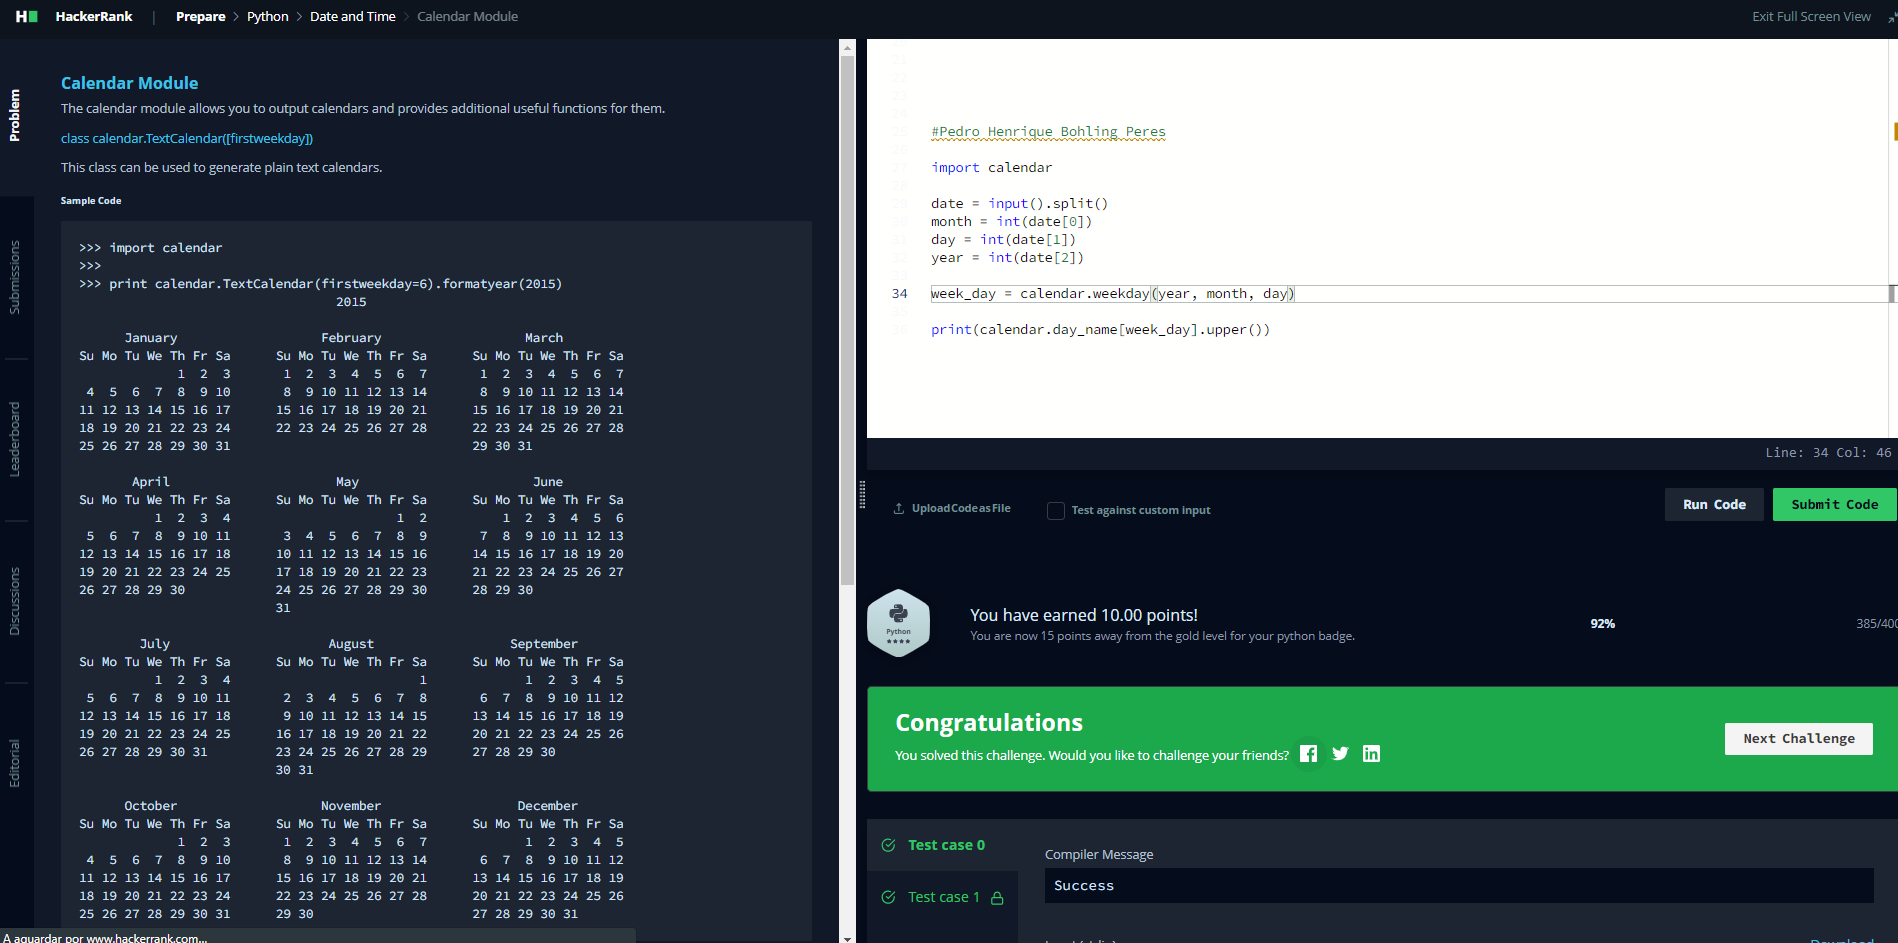 HackerRank | Prepare > Python > Date and Time > Calendar Module
Exit Full Screen View
Problem
Submissions
Leaderboard
Discussions
Editorial
Calendar Module
The calendar module allows you to output calendars and provides additional useful functions for them.
class calendar.TextCalendar([firstweekday])
This class can be used to generate plain text calendars.
Sample Code
>>> import calendar
>>>
>>> print calendar.TextCalendar(firstweekday=6).formatyear(2015)
2015
January February March
Su Mo Tu We Th Fr Sa Su Mo Tu We Th Fr Sa Su Mo Tu We Th Fr Sa
1 2 3 1 2 3 4 5 6 7 1 2 3 4 5 6 7
4 5 6 7 8 9 10 8 9 10 11 12 13 14 8 9 10 11 12 13 14
11 12 13 14 15 16 17 15 16 17 18 19 20 21 15 16 17 18 19 20 21
18 19 20 21 22 23 24 22 23 24 25 26 27 28 22 23 24 25 26 27 28
25 26 27 28 29 30 31 29 30 31
April May June
Su Mo Tu We Th Fr Sa Su Mo Tu We Th Fr Sa Su Mo Tu We Th Fr Sa
1 2 3 4 1 2 1 2 3 4 5 6
5 6 7 8 9 10 11 3 4 5 6 7 8 9 7 8 9 10 11 12 13
12 13 14 15 16 17 18 10 11 12 13 14 15 16 14 15 16 17 18 19 20
19 20 21 22 23 24 25 17 18 19 20 21 22 23 21 22 23 24 25 26 27
26 27 28 29 30 24 25 26 27 28 29 30 28 29 30
31
July August September
Su Mo Tu We Th Fr Sa Su Mo Tu We Th Fr Sa Su Mo Tu We Th Fr Sa
1 2 3 4 1 1 2 3 4 5
5 6 7 8 9 10 11 2 3 4 5 6 7 8 6 7 8 9 10 11 12
12 13 14 15 16 17 18 9 10 11 12 13 14 15 13 14 15 16 17 18 19
19 20 21 22 23 24 25 16 17 18 19 20 21 22 20 21 22 23 24 25 26
26 27 28 29 30 31 23 24 25 26 27 28 29 27 28 29 30
30 31
October November December
Su Mo Tu We Th Fr Sa Su Mo Tu We Th Fr Sa Su Mo Tu We Th Fr Sa
1 2 3 1 2 3 4 5 6 7 1 2 3 4 5
4 5 6 7 8 9 10 8 9 10 11 12 13 14 6 7 8 9 10 11 12
11 12 13 14 15 16 17 15 16 17 18 19 20 21 13 14 15 16 17 18 19
18 19 20 21 22 23 24 22 23 24 25 26 27 28 20 21 22 23 24 25 26
25 26 27 28 29 30 31 29 30 27 28 29 30 31
A aguardar por www.hackerrank.com...
#Pedro Henrique Bohling Peres
import calendar
date = input().split()
month = int(date[0])
day = int(date[1])
year = int(date[2])
34 week_day = calendar.weekday(year, month, day)
print(calendar.day_name[week_day].upper())
Line: 34 Col: 46
Upload Code as File
Test against custom input
Run Code
Submit Code
Python
You have earned 10.00 points!
You are now 15 points away from the gold level for your python badge.
92%
385/400
Congratulations
You solved this challenge. Would you like to challenge your friends?
Next Challenge
Test case 0
Test case 1
Compiler Message
Success